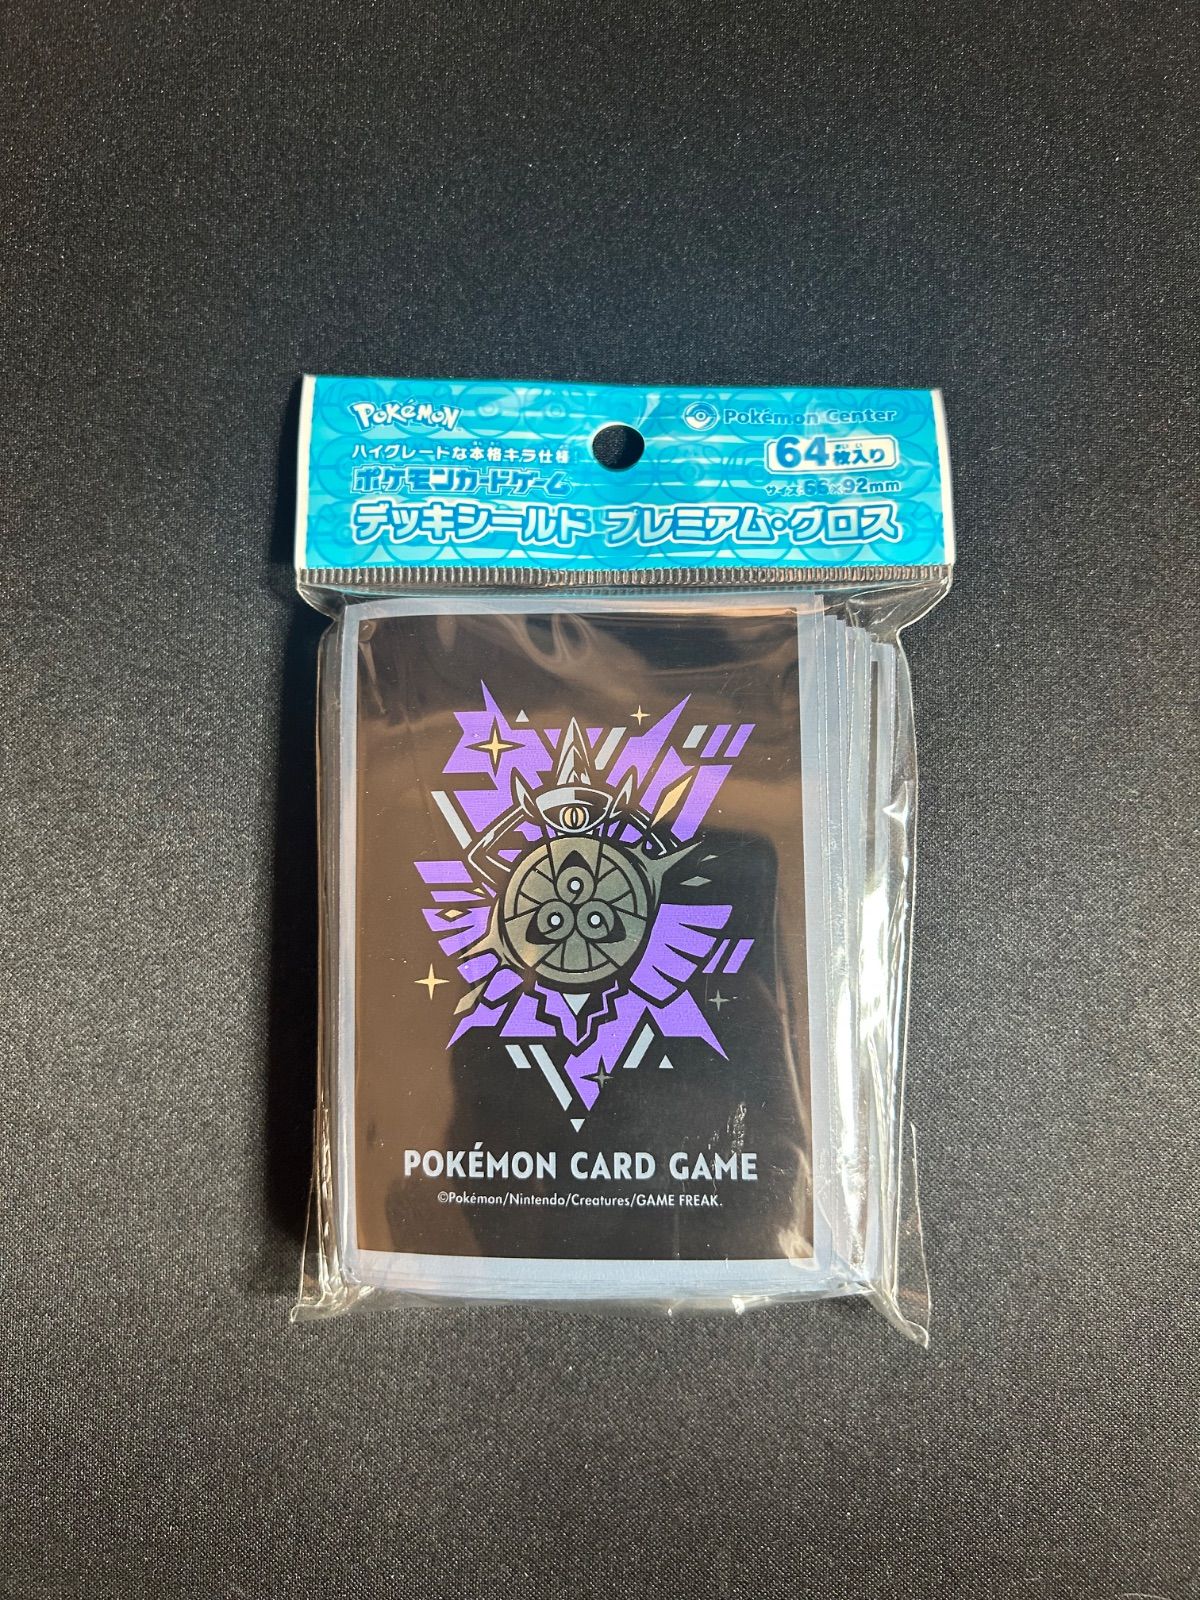 POKéMON
Pokémon Center
ハイグレードな本格キラ仕様!
64枚入り
ポケモンカードゲーム
サイズ:66×92mm
デッキシールド プレミアム・グロス
POKÉMON CARD GAME
©Pokémon/Nintendo/Creatures/GAME FREAK.